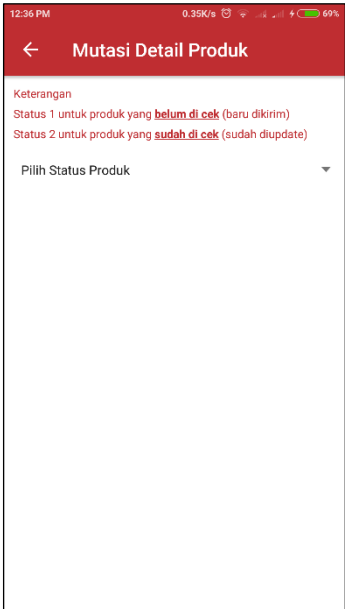 12:36 PM 0.35K/s 69%
Mutasi Detail Produk
Keterangan
Status 1 untuk produk yang belum di cek (baru dikirim)
Status 2 untuk produk yang sudah di cek (sudah diupdate)
Pilih Status Produk